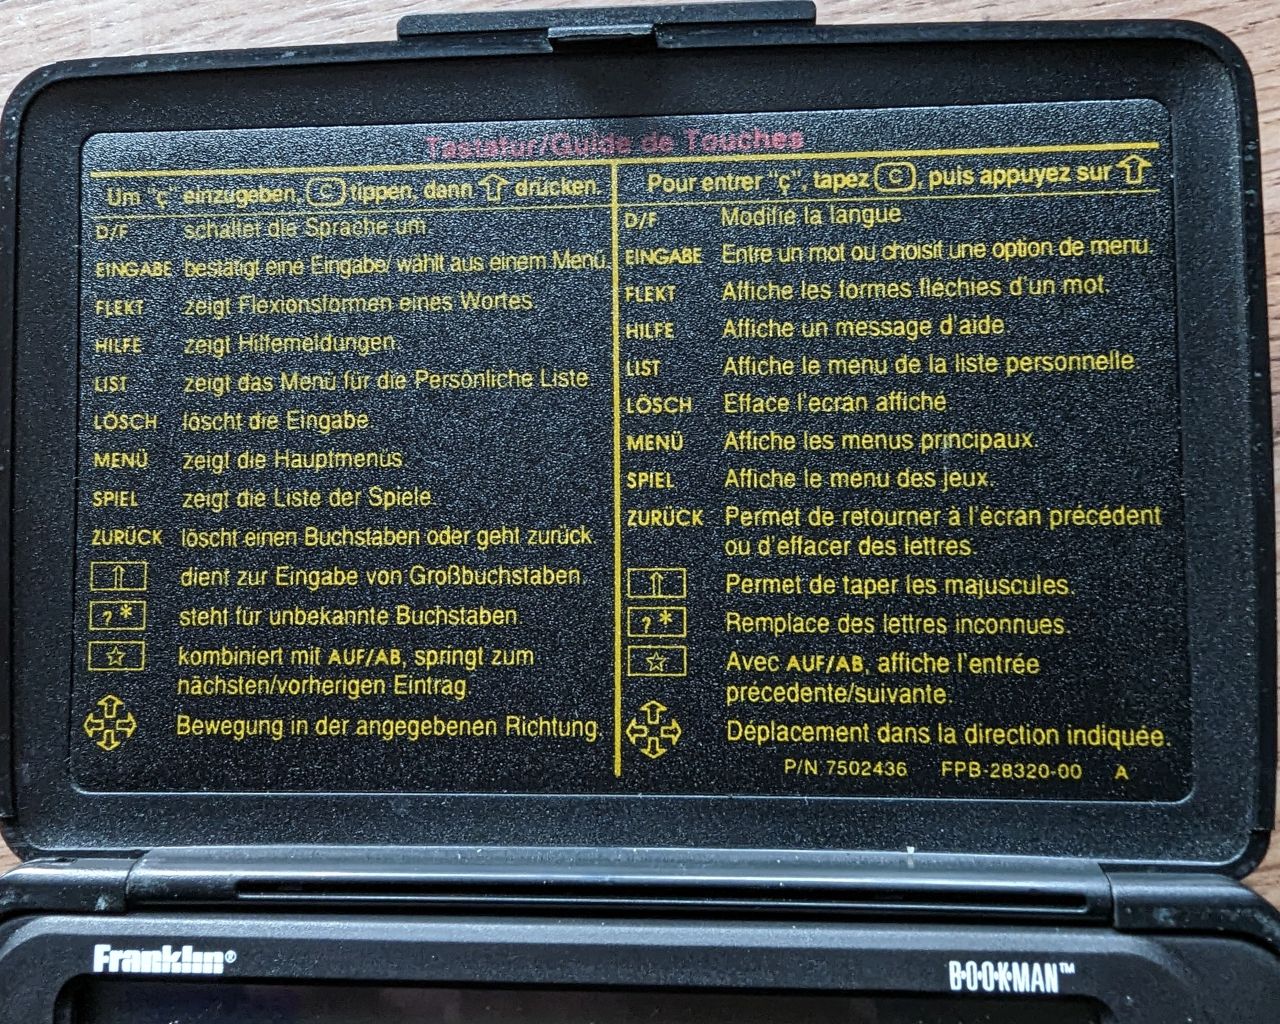 Tastatur/Guide de Touches
Um "ç" einzugeben, C tippen, dann ⇧ drücken.
D/F schaltet die Sprache um
EINGABE bestätigt eine Eingabe/ wählt aus einem Menü.
FLEKT zeigt Flexionsformen eines Wortes
HILFE zeigt Hilfemeldungen.
LIST zeigt das Menü für die Persönliche Liste.
LÖSCH löscht die Eingabe
MENÜ zeigt die Hauptmenüs
SPIEL zeigt die Liste der Spiele.
ZURÜCK löscht einen Buchstaben oder geht zurück.
⇧ dient zur Eingabe von Großbuchstaben.
? * steht für unbekannte Buchstaben.
☆ kombiniert mit AUF/AB, springt zum
nächsten/vorherigen Eintrag
Bewegung in der angegebenen Richtung.
Pour entrer "ç", tapez C, puis appuyez sur ⇧
D/F Modifie la langue
EINGABE Entre un mot ou choisit une option de menu.
FLEKT Affiche les formes fléchies d'un mot.
HILFE Affiche un message d'aide.
LIST Affiche le menu de la liste personnelle.
LÖSCH Efface l'écran affiché.
MENÜ Affiche les menus principaux.
SPIEL Affiche le menu des jeux.
ZURÜCK Permet de retourner à l'écran précédent
ou d'effacer des lettres.
⇧ Permet de taper les majuscules.
? * Remplace des lettres inconnues.
☆ Avec AUF/AB, affiche l'entrée
précedente/suivante.
Déplacement dans la direction indiquée.
P/N 7502436 FPB-28320-00 A
Franklin®
BOOKMAN™